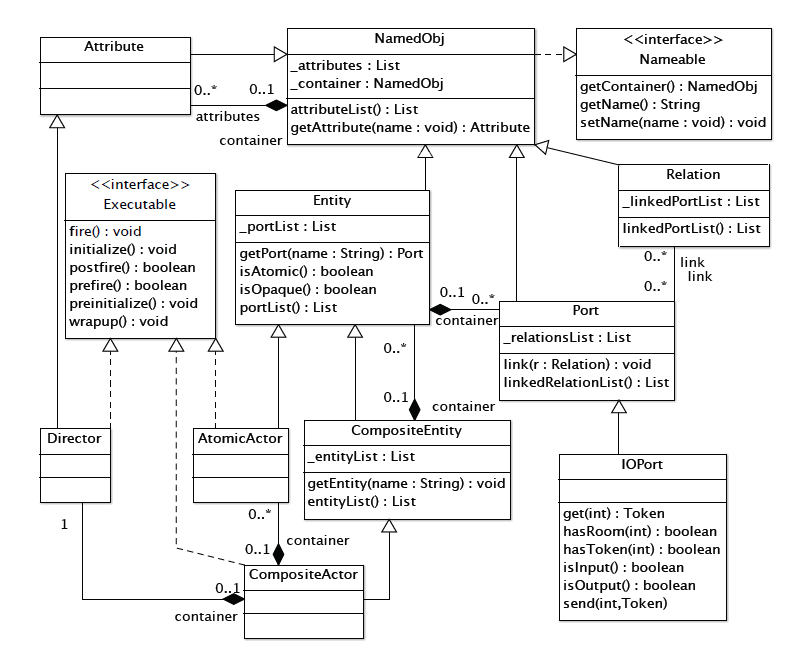 Attribute
NamedObj
_attributes : List
_container : NamedObj
attributeList() : List
getAttribute(name : void) : Attribute
<<interface>>
Nameable
getContainer() : NamedObj
getName() : String
setName(name : void) : void
0..*
0..1
attributes
container
<<interface>>
Executable
fire() : void
initialize() : void
postfire() : boolean
prefire() : boolean
preinitialize() : void
wrapup() : void
Entity
_portList : List
getPort(name : String) : Port
isAtomic() : boolean
isOpaque() : boolean
portList() : List
Relation
_linkedPortList : List
linkedPortList() : List
0..*
link
link
0..*
0..1
0..*
container
Port
_relationsList : List
link(r : Relation) : void
linkedRelationList() : List
0..*
0..1
container
Director
AtomicActor
CompositeEntity
_entityList : List
getEntity(name : String) : void
entityList() : List
IOPort
get(int) : Token
hasRoom(int) : boolean
hasToken(int) : boolean
isInput() : boolean
isOutput() : boolean
send(int,Token)
1
0..*
0..1
container
CompositeActor
0..1
container